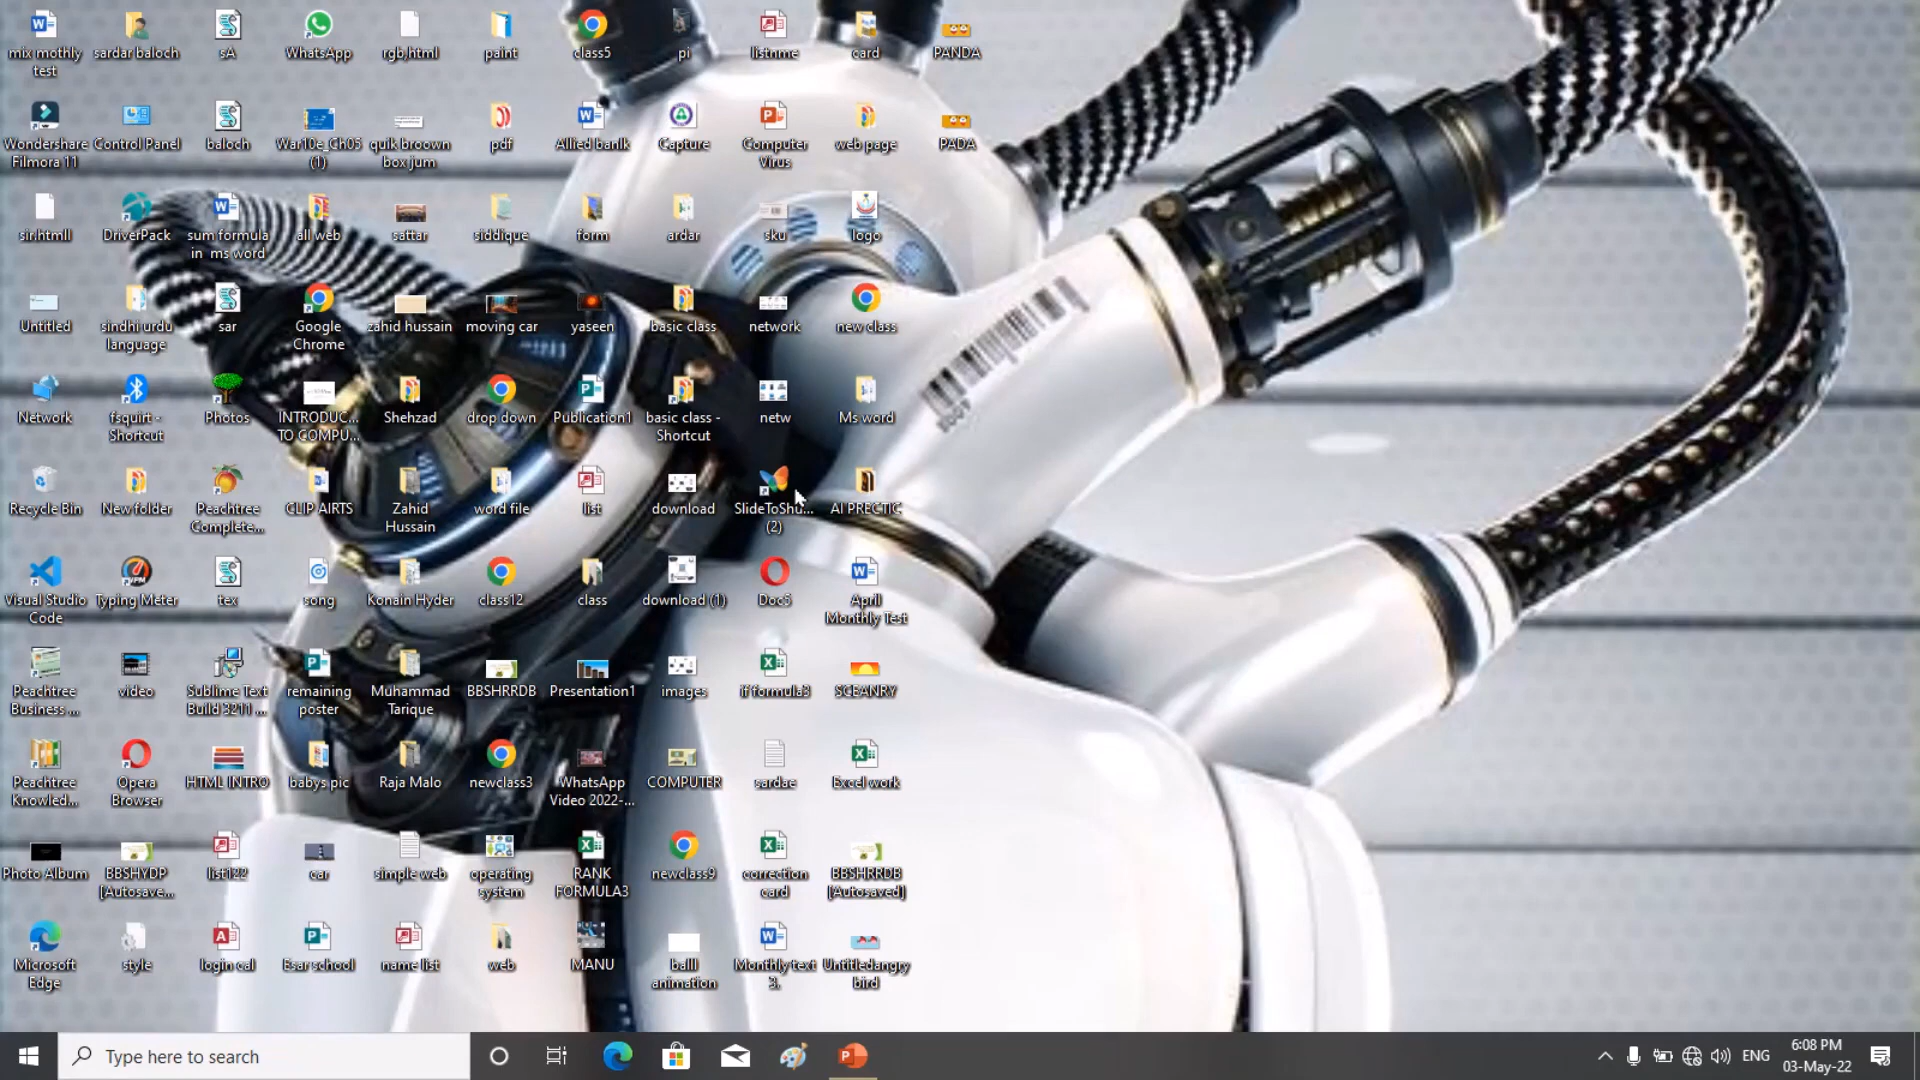 mix mothly
test
sardar baloch
sA
WhatsApp
rgb,html
paint
class5
pi
listnme
card
PANDA
Wondershare
Filmora 11
Control Panel
baloch
War10e_Ch05
(1)
quik broown
box jum
pdf
Allied banlk
Capture
Computer
Virus
web page
PADA
sir.htmll
DriverPack
sum formula
in ms word
all web
sattar
siddique
form
ardar
sku
logo
Untitled
sindhi urdu
language
sar
Google
Chrome
zahid hussain
moving car
yaseen
basic class
network
new class
Network
fsquirt -
Shortcut
Photos
INTRODUC...
TO COMPU...
Shehzad
drop down
Publication1
basic class -
Shortcut
netw
Ms word
Recycle Bin
New folder
Peachtree
Complete...
CLIP AIRTS
Zahid
Hussain
word file
list
download
SlideToShu...
(2)
AI PRECTIC
Visual Studio
Code
Typing Meter
tex
song
Konain Hyder
class12
class
download (1)
Doc5
April
Monthly Test
Peachtree
Business ...
video
Sublime Text
Build 3211 ...
remaining
poster
Muhammad
Tarique
BBSHRRDB
Presentation1
images
if formula3
SCEANRY
Peachtree
Knowled...
Opera
Browser
HTML INTRO
babys pic
Raja Malo
newclass3
WhatsApp
Video 2022-...
COMPUTER
sardae
Excel work
Photo Album
BBSHYDP
[Autosave...
list122
car
simple web
operating
system
RANK
FORMULA3
newclass9
correction
card
BBSHRRDB
[Autosaved]
Microsoft
Edge
style
login cal
Esar school
name list
web
MANU
balll
animation
Monthly text
3.
Untitledangry
bird
Type here to search
ENG
6:08 PM
03-May-22